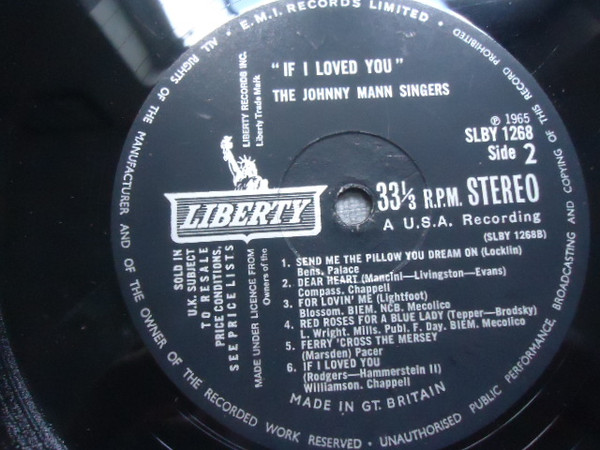 E.M.I. RECORDS LIMITED •
ALL RIGHTS OF THE MANUFACTURER AND OF THE OWNER OF THE RECORDED WORK RESERVED • UNAUTHORISED PUBLIC PERFORMANCE, BROADCASTING AND COPYING OF THIS RECORD PROHIBITED
"IF I LOVED YOU"
THE JOHNNY MANN SINGERS
LIBERTY RECORDS INC.
Liberty Trade Mark
℗ 1965
SLBY 1268
Side 2
LIBERTY
33⅓ R.P.M. STEREO
A U.S.A. Recording
(SLBY 1268B)
SOLD IN
U.K. SUBJECT
TO RESALE
PRICE CONDITIONS,
SEE PRICE LISTS
MADE UNDER LICENCE FROM
Owners of the
1. SEND ME THE PILLOW YOU DREAM ON (Locklin)
Bens. Palace
2. DEAR HEART (Mancini—Livingston—Evans)
Compass. Chappell
3. FOR LOVIN' ME (Lightfoot)
Blossom. BIEM. NCB. Mecolico
4. RED ROSES FOR A BLUE LADY (Tepper—Brodsky)
L. Wright. Mills. Publ. F. Day. BIEM. Mecolico
5. FERRY 'CROSS THE MERSEY
(Marsden) Pacer
6. IF I LOVED YOU
(Rodgers—Hammerstein II)
Williamson. Chappell
MADE IN GT. BRITAIN